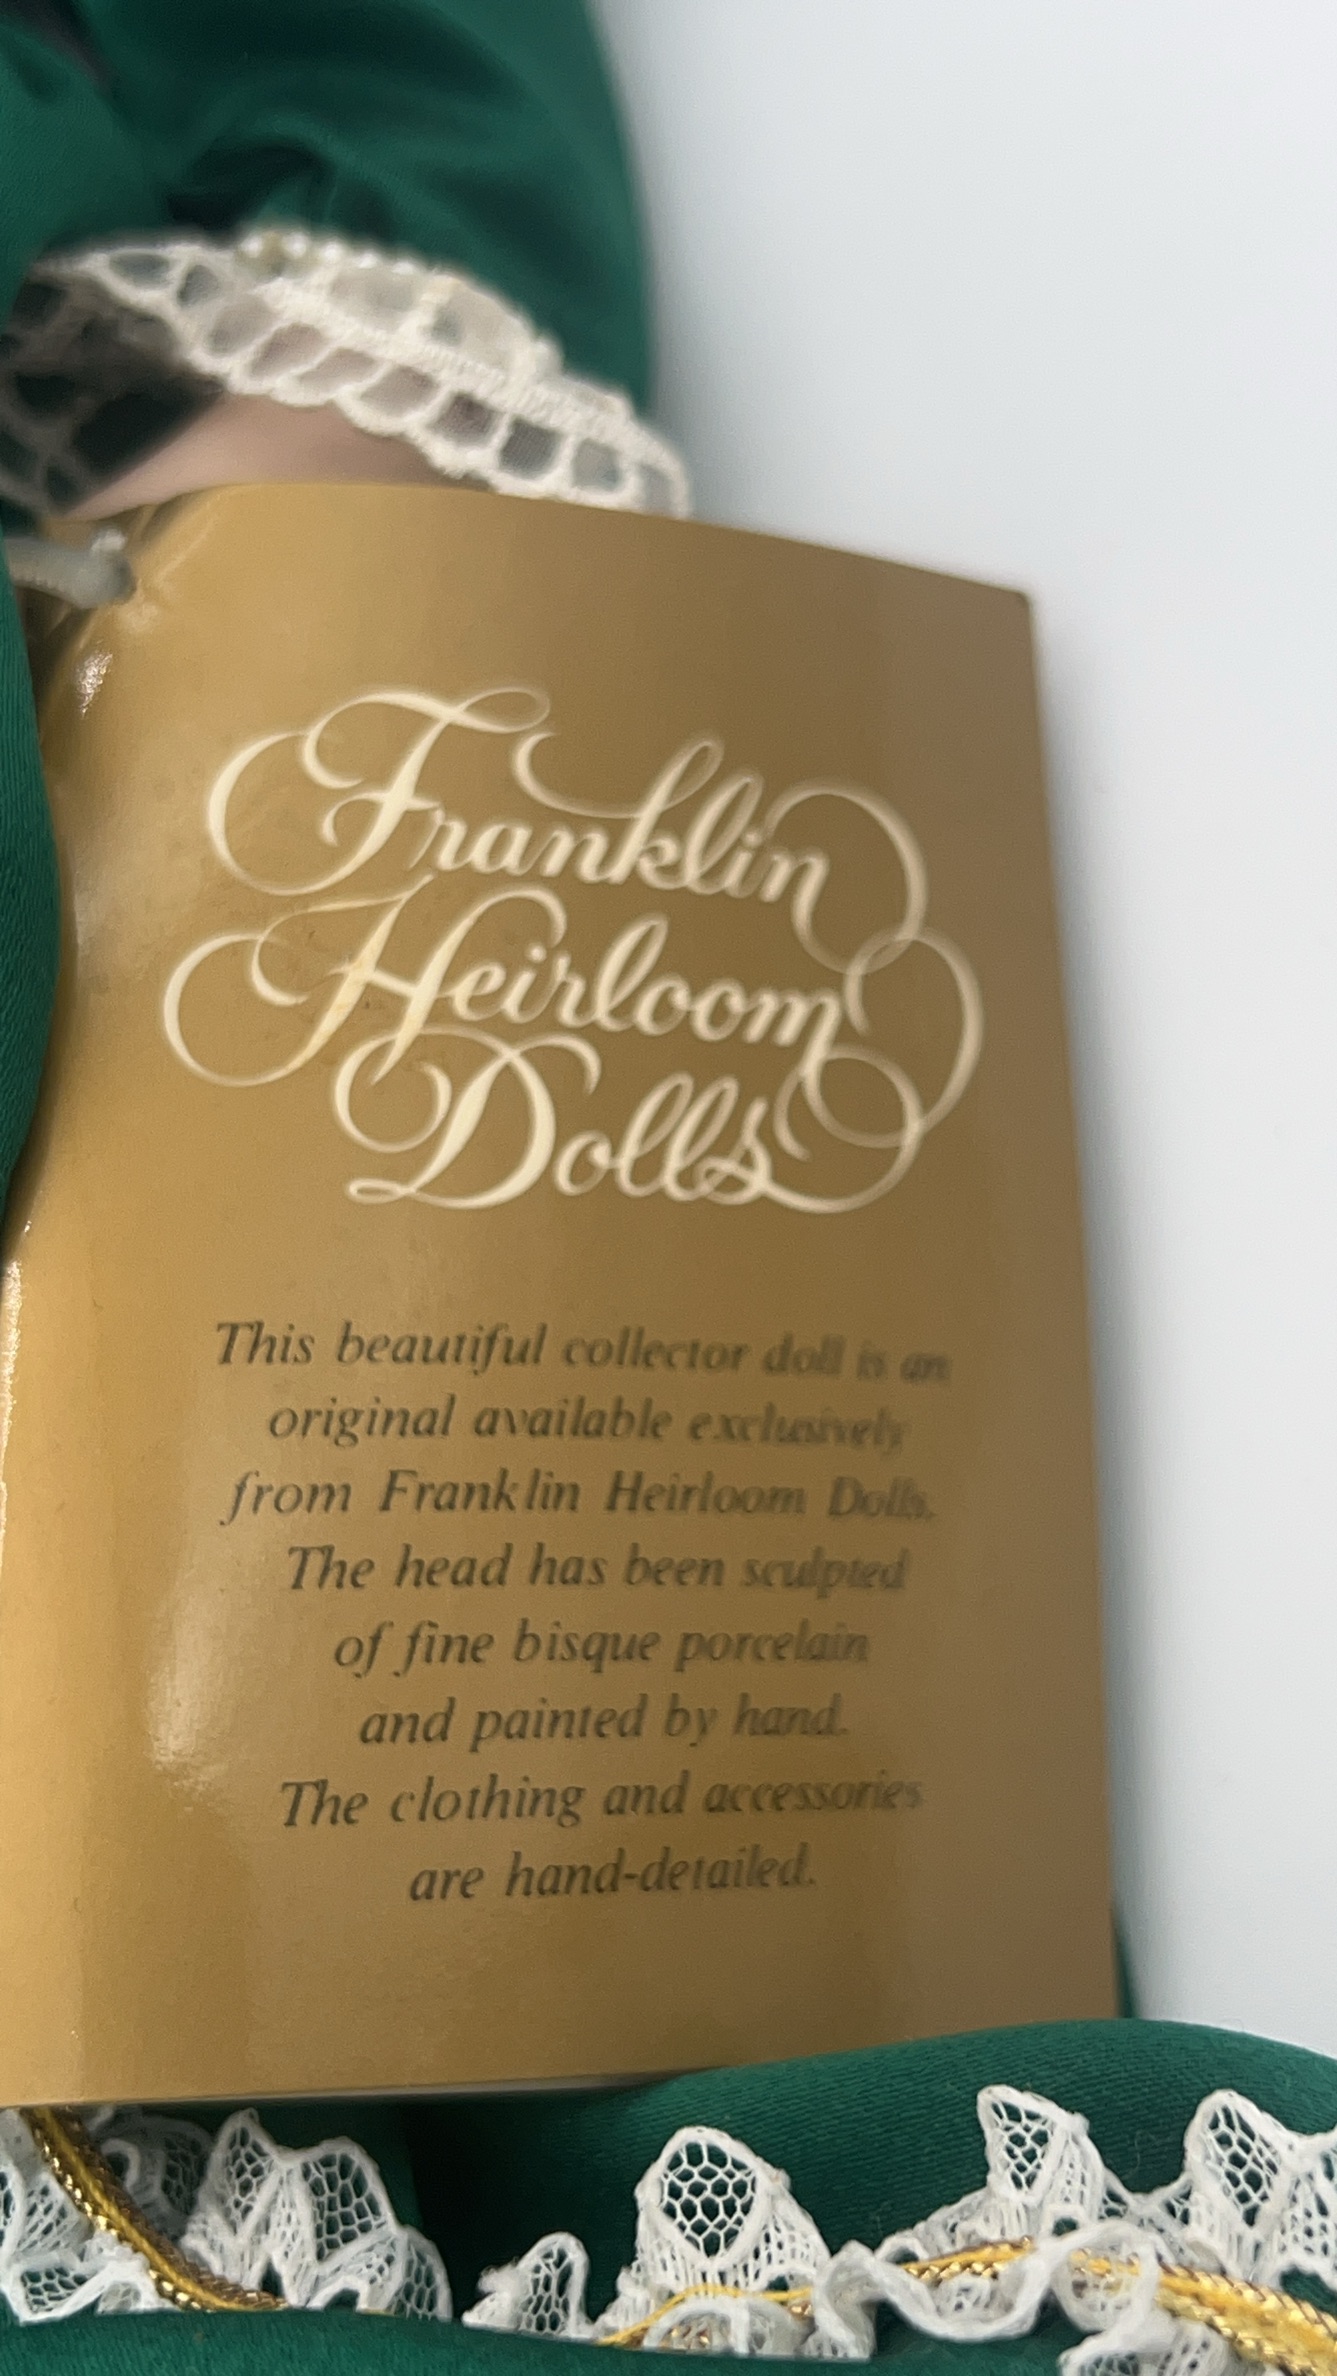 Franklin
Heirloom
Dolls
This beautiful collector doll is an
original available exclusively
from Franklin Heirloom Dolls.
The head has been sculpted
of fine bisque porcelain
and painted by hand.
The clothing and accessories
are hand-detailed.